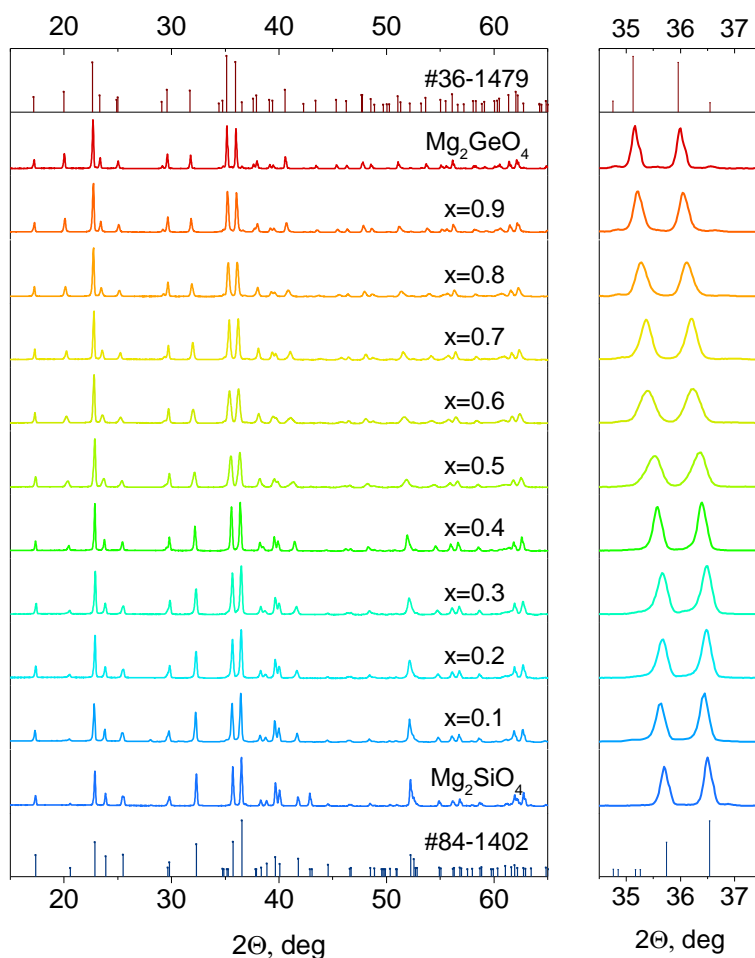 20 30 40 50 60 35 36 37
#36-1479
Mg₂GeO₄
x=0.9
x=0.8
x=0.7
x=0.6
x=0.5
x=0.4
x=0.3
x=0.2
x=0.1
Mg₂SiO₄
#84-1402
20 30 40 50 60 35 36 37
2Θ, deg 2Θ, deg